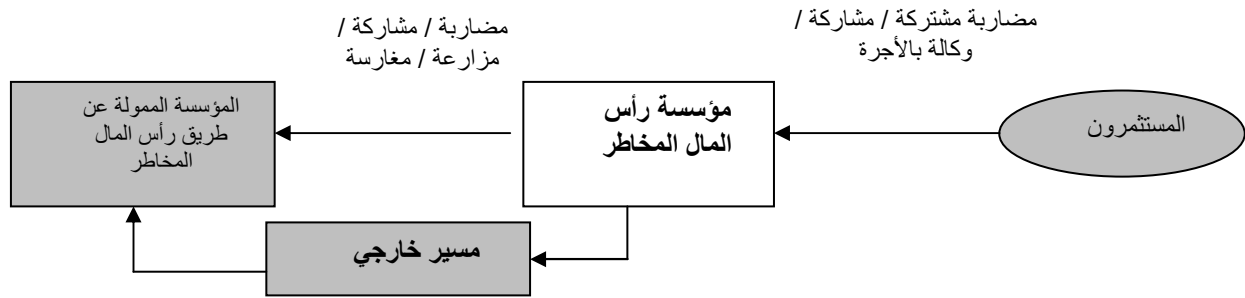 مضاربة مشتركة / مشاركة /
وكالة بالأجرة
مضاربة / مشاركة /
مزارعة / مغارسة
المستثمرون
مؤسسة رأس
المال المخاطر
المؤسسة الممولة عن
طريق رأس المال
المخاطر
مسير خارجي